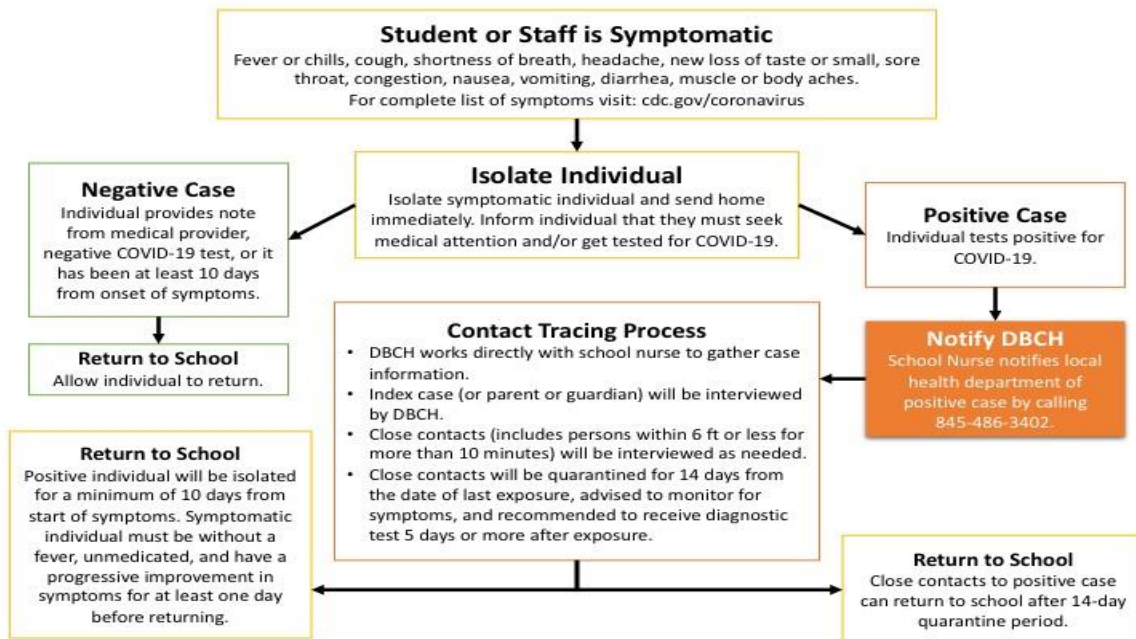 Student or Staff is Symptomatic
Fever or chills, cough, shortness of breath, headache, new loss of taste or small, sore
throat, congestion, nausea, vomiting, diarrhea, muscle or body aches.
For complete list of symptoms visit: cdc.gov/coronavirus
Isolate Individual
Isolate symptomatic individual and send home
immediately. Inform individual that they must seek
medical attention and/or get tested for COVID-19.
Negative Case
Individual provides note
from medical provider,
negative COVID-19 test, or it
has been at least 10 days
from onset of symptoms.
Return to School
Allow individual to return.
Positive Case
Individual tests positive for
COVID-19.
Notify DBCH
School Nurse notifies local
health department of
positive case by calling
845-486-3402.
Contact Tracing Process
• DBCH works directly with school nurse to gather case
information.
• Index case (or parent or guardian) will be interviewed
by DBCH.
• Close contacts (includes persons within 6 ft or less for
more than 10 minutes) will be interviewed as needed.
• Close contacts will be quarantined for 14 days from
the date of last exposure, advised to monitor for
symptoms, and recommended to receive diagnostic
test 5 days or more after exposure.
Return to School
Positive individual will be isolated
for a minimum of 10 days from
start of symptoms. Symptomatic
individual must be without a
fever, unmedicated, and have a
progressive improvement in
symptoms for at least one day
before returning.
Return to School
Close contacts to positive case
can return to school after 14-day
quarantine period.